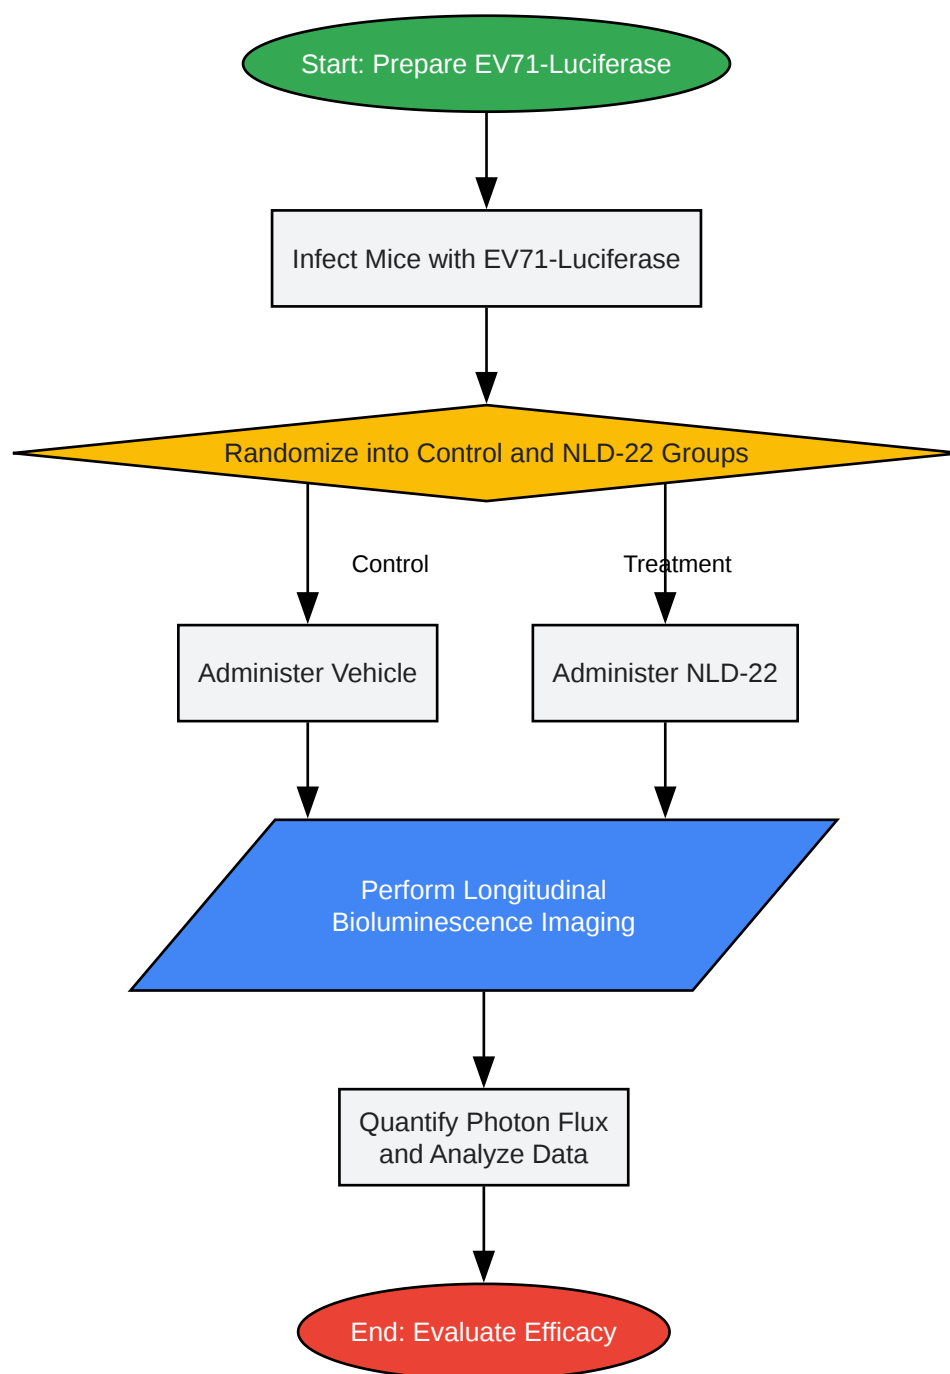 Start: Prepare EV71-Luciferase
Infect Mice with EV71-Luciferase
Randomize into Control and NLD-22 Groups
Control
Treatment
Administer Vehicle
Administer NLD-22
Perform Longitudinal
Bioluminescence Imaging
Quantify Photon Flux
and Analyze Data
End: Evaluate Efficacy